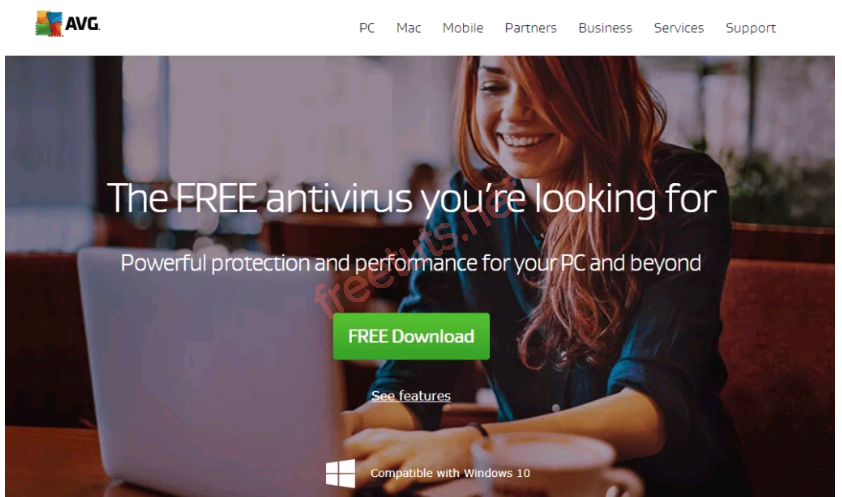 AVG.
PC Mac Mobile Partners Business Services Support
The FREE antivirus you're looking for
Powerful protection and performance for your PC and beyond
freetuts.net
FREE Download
See features
Compatible with Windows 10